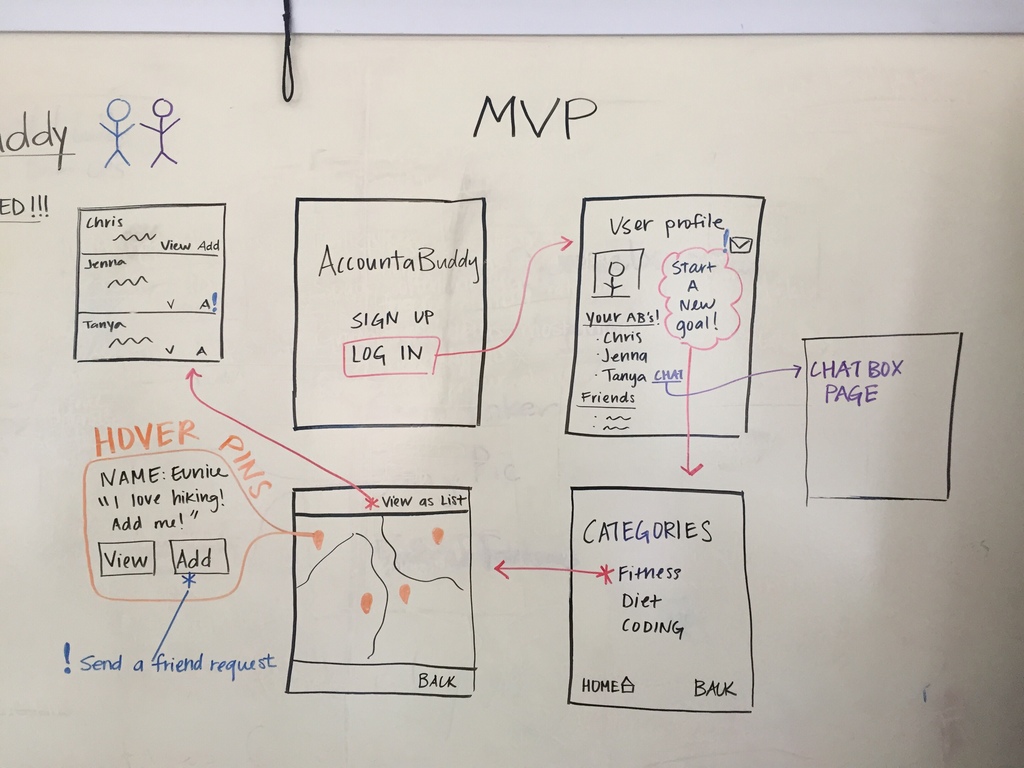 MVP
ED!!!
Chris
View Add
Jenna
V A!
Tanya
V A
AccountaBuddy
SIGN UP
LOG IN
User profile
!
Start
A
New
goal!
Your AB's!
· Chris
· Jenna
· Tanya CHAT
Friends
CHAT BOX
PAGE
HOVER PINS
NAME: Eunice
"I love hiking!
Add me!"
View Add
! Send a friend request
View as List
BACK
CATEGORIES
Fitness
Diet
CODING
HOME BACK